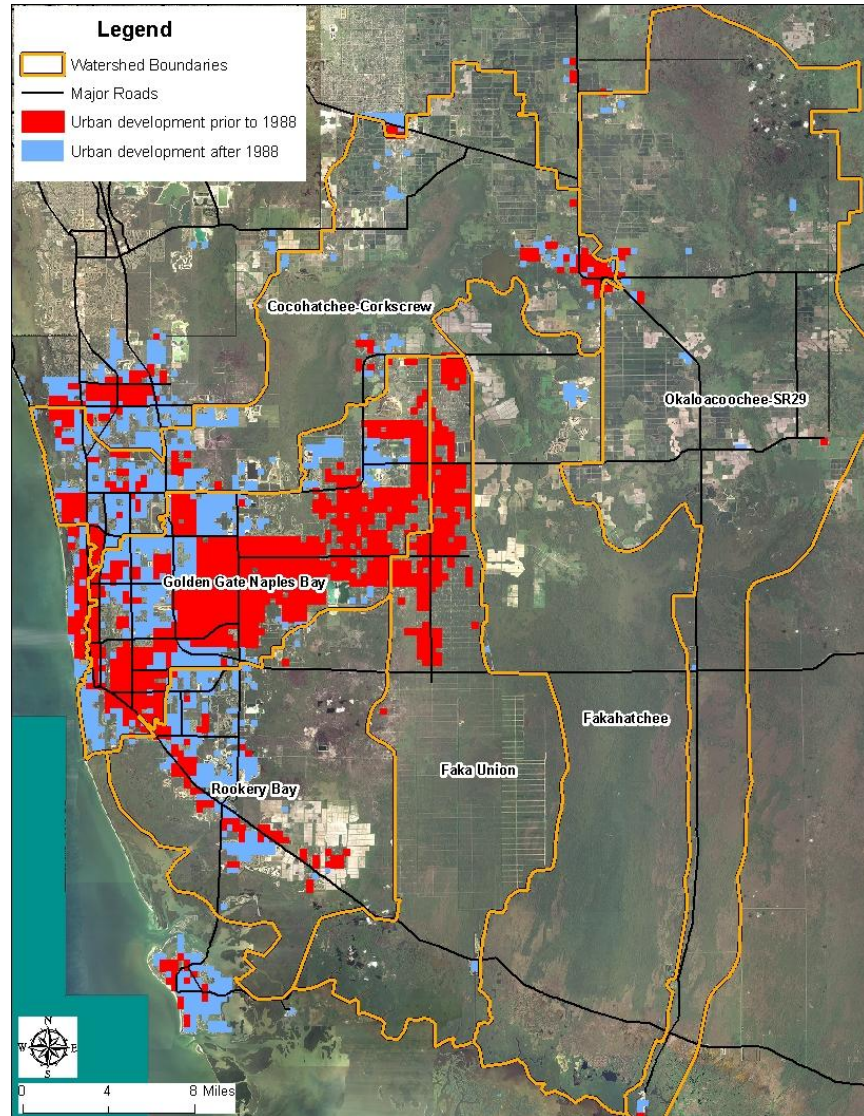 Legend
Watershed Boundaries
Major Roads
Urban development prior to 1988
Urban development after 1988
Cocohatchee-Corkscrew
Okaloacoochee-SR29
Golden Gate Naples Bay
Fakahatchee
Faka Union
Rookery Bay
N
W E
S
0 4 8 Miles